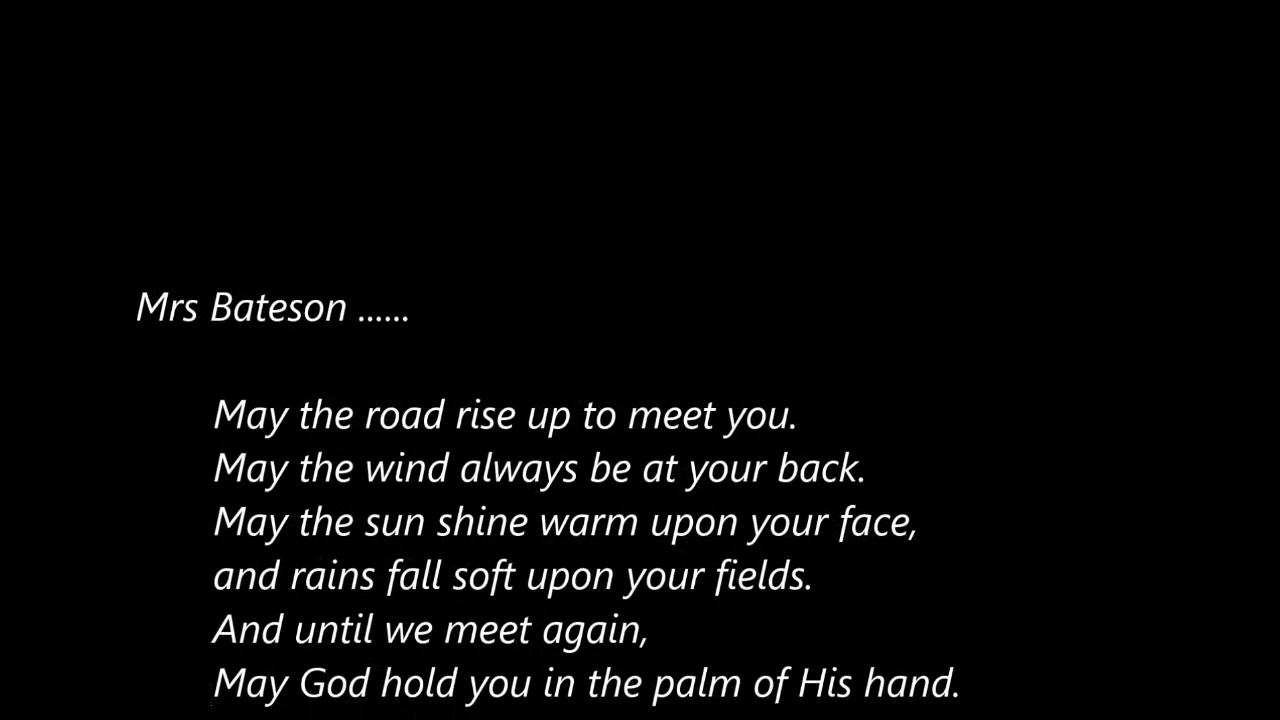 Mrs Bateson ......
May the road rise up to meet you.
May the wind always be at your back.
May the sun shine warm upon your face,
and rains fall soft upon your fields.
And until we meet again,
May God hold you in the palm of His hand.